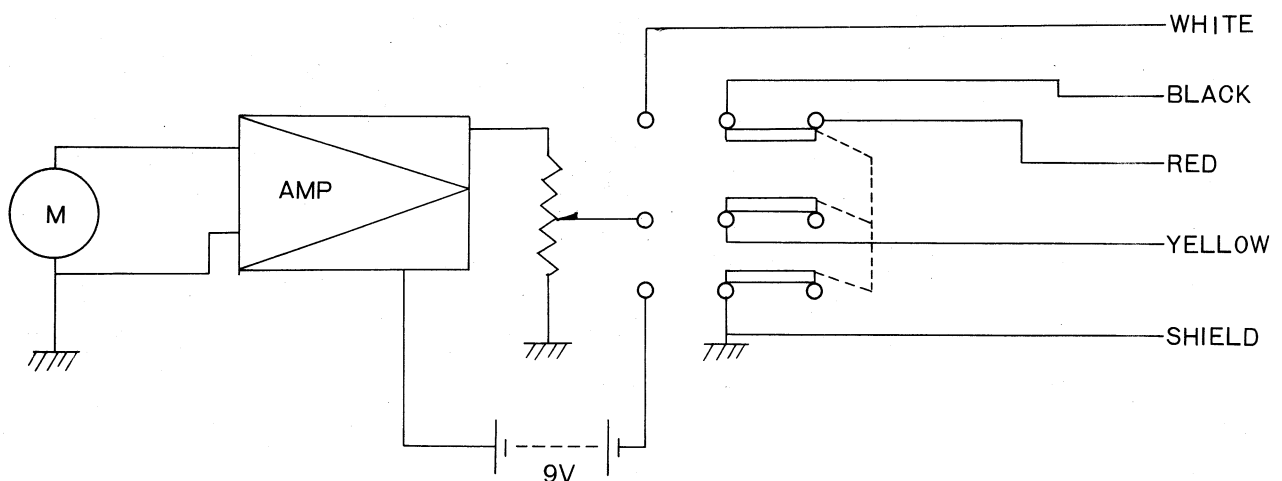 WHITE
BLACK
RED
AMP
M
YELLOW
SHIELD
9V